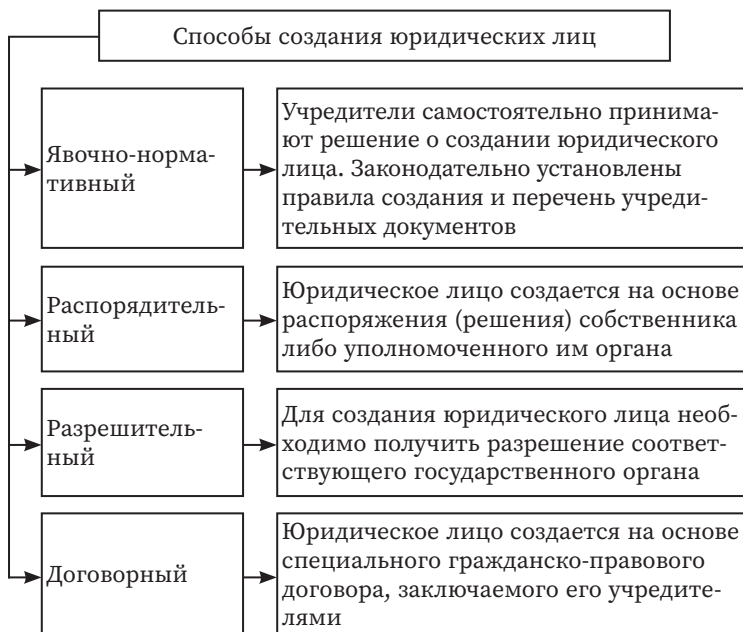 Способы создания юридических лиц
Явочно-норма-
тивный
Учредители самостоятельно принима-
ют решение о создании юридического
лица. Законодательно установлены
правила создания и перечень учреди-
тельных документов
Распорядитель-
ный
Юридическое лицо создается на основе
распоряжения (решения) собственника
либо уполномоченного им органа
Разрешитель-
ный
Для создания юридического лица необ-
ходимо получить разрешение соответ-
ствующего государственного органа
Договорный
Юридическое лицо создается на основе
специального гражданско-правового
договора, заключаемого его учредите-
лями